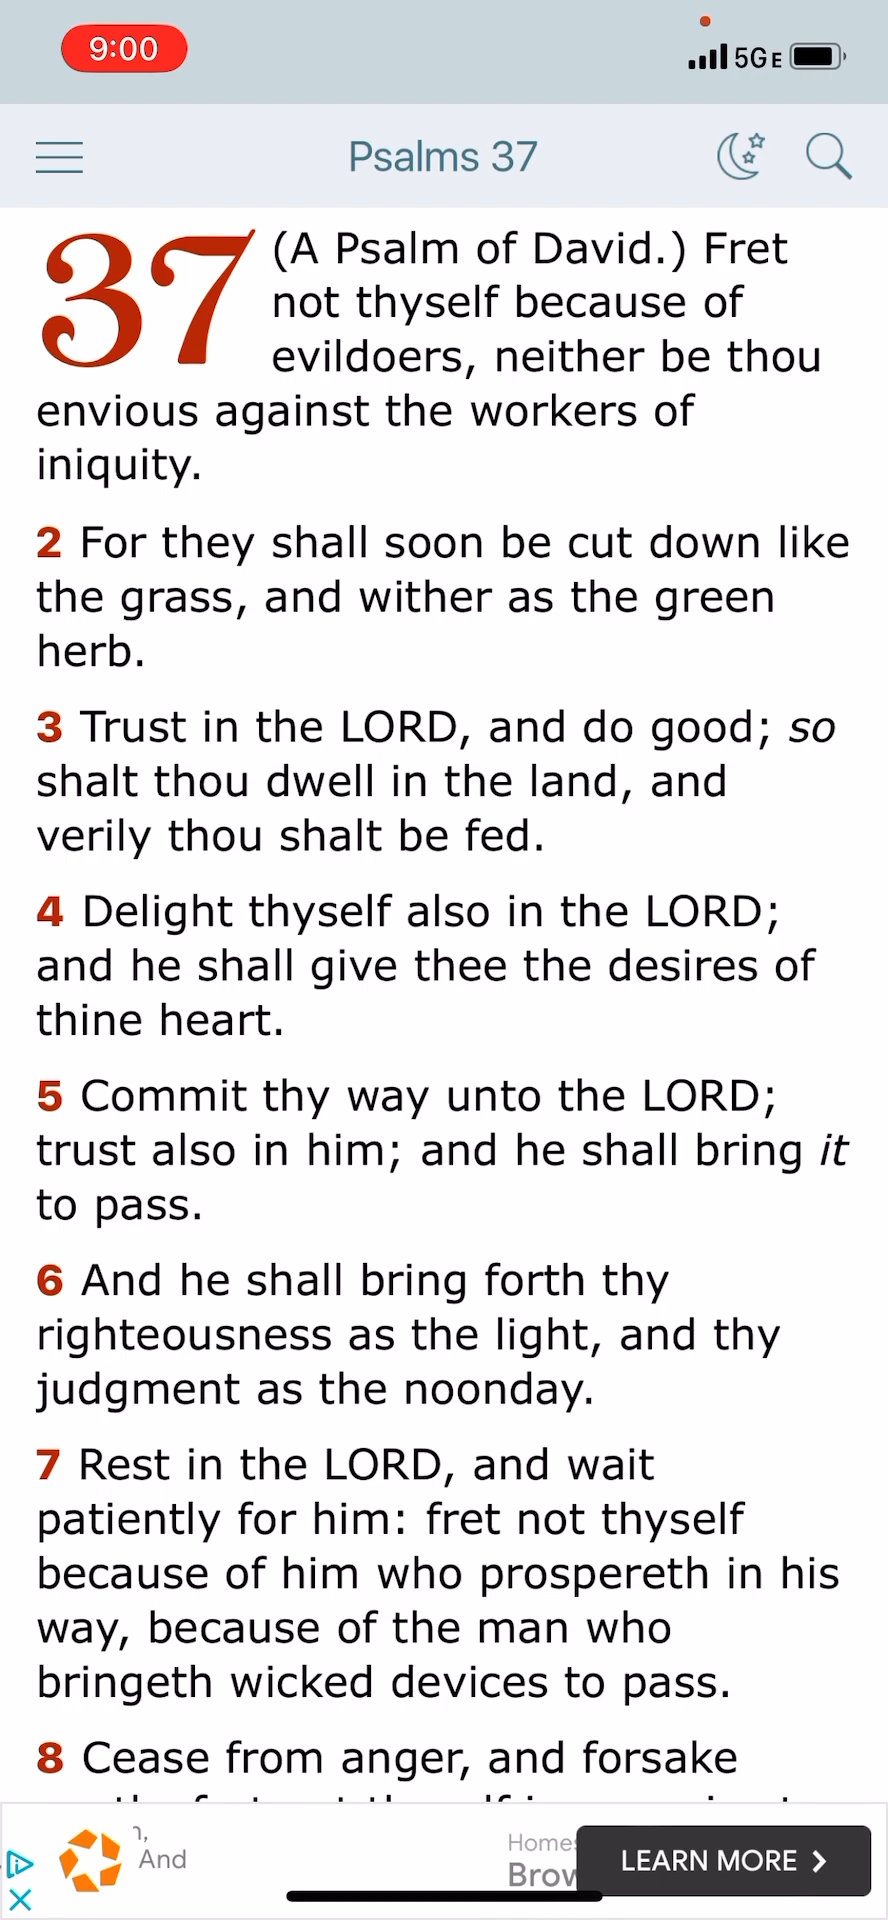 9:00
5GE
Psalms 37
37 (A Psalm of David.) Fret
not thyself because of
evildoers, neither be thou
envious against the workers of
iniquity.
2 For they shall soon be cut down like
the grass, and wither as the green
herb.
3 Trust in the LORD, and do good; so
shalt thou dwell in the land, and
verily thou shalt be fed.
4 Delight thyself also in the LORD;
and he shall give thee the desires of
thine heart.
5 Commit thy way unto the LORD;
trust also in him; and he shall bring it
to pass.
6 And he shall bring forth thy
righteousness as the light, and thy
judgment as the noonday.
7 Rest in the LORD, and wait
patiently for him: fret not thyself
because of him who prospereth in his
way, because of the man who
bringeth wicked devices to pass.
8 Cease from anger, and forsake
And
LEARN MORE